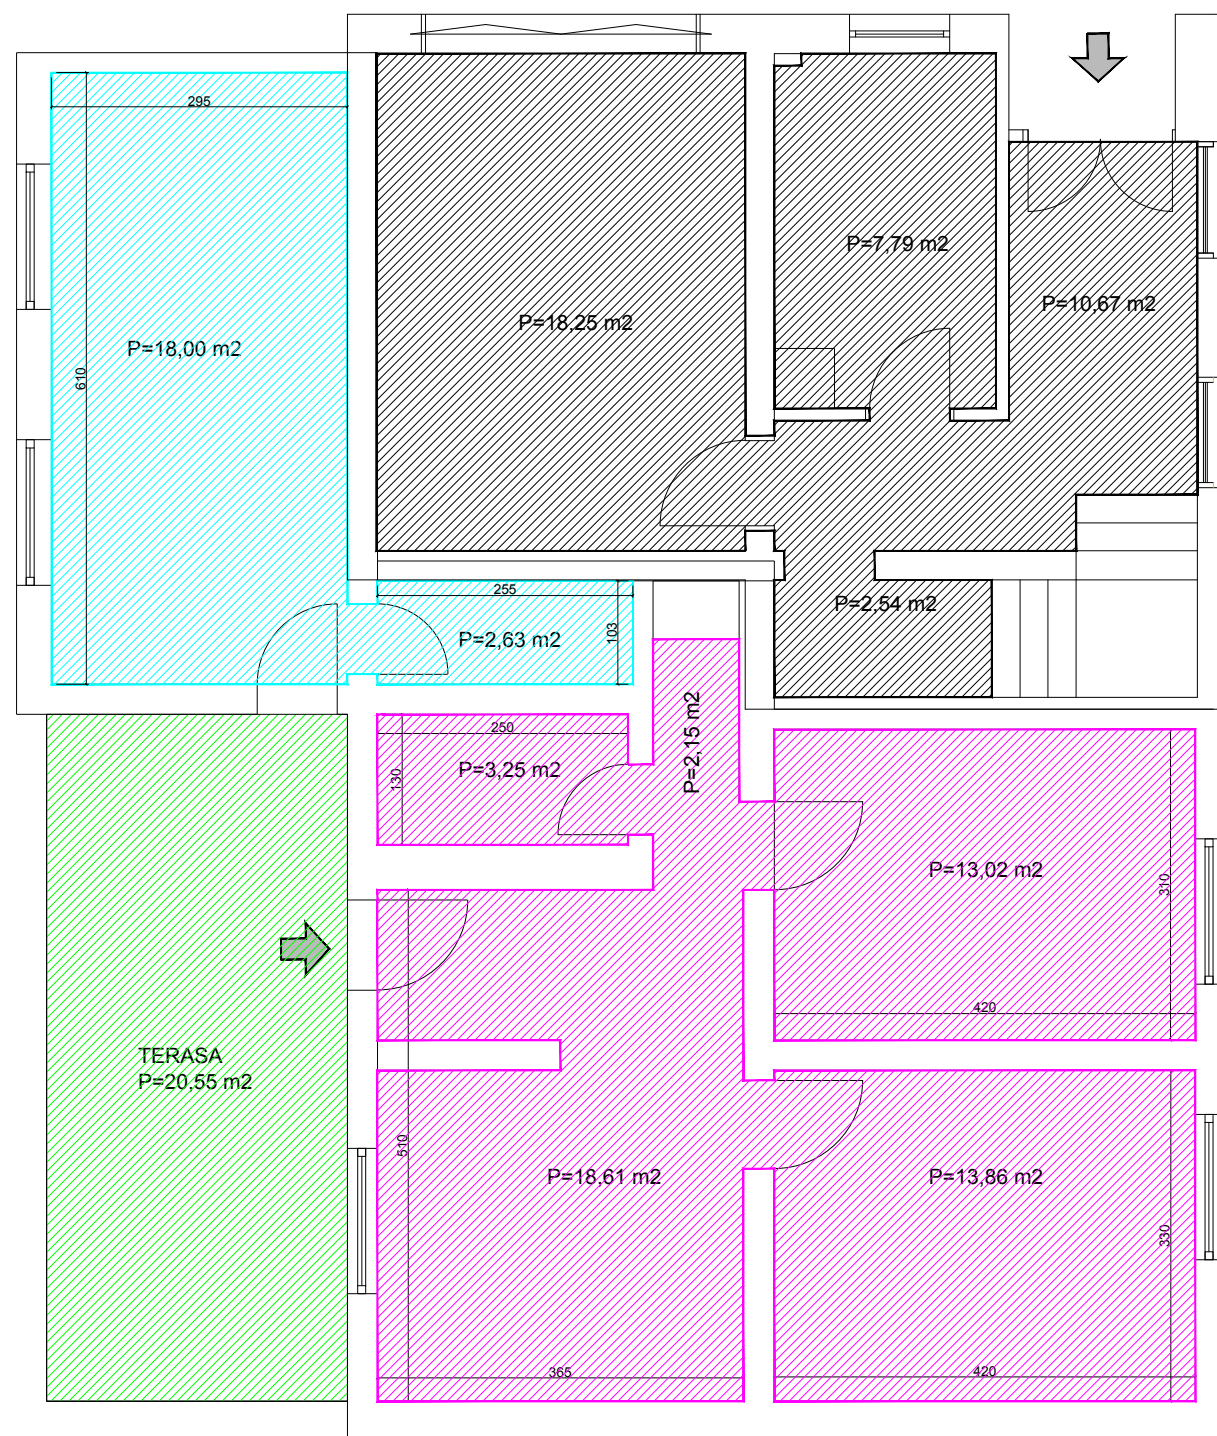 295
610
P=18,00 m2
P=18,25 m2
P=7,79 m2
P=10,67 m2
P=2,54 m2
255
103
P=2,63 m2
P=2,15 m2
250
130
P=3,25 m2
P=13,02 m2
310
420
TERASA
P=20,55 m2
510
P=18,61 m2
365
P=13,86 m2
330
420